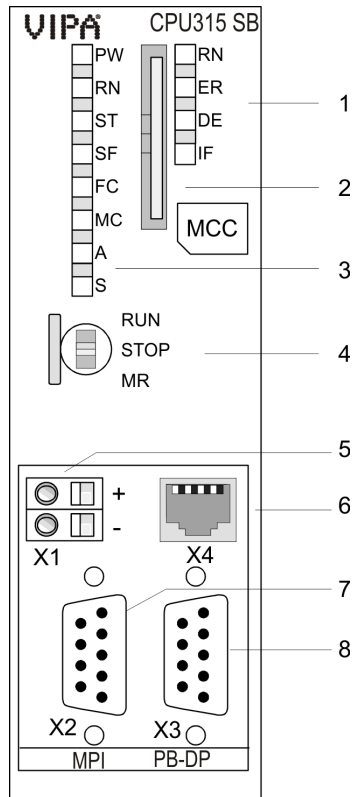 VIPA CPU315 SB
PW
RN
ST
SF
FC
MC
A
S
RN
ER
DE
IF
MCC
RUN
STOP
MR
+
-
X1
X4
X2
X3
MPI PB-DP
1
2
3
4
5
6
7
8